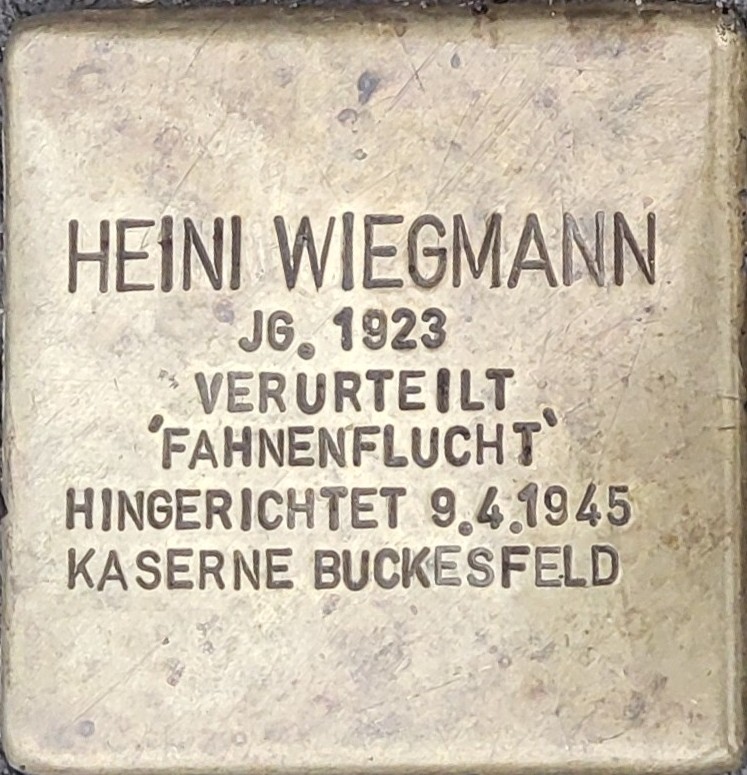 HEINI WIEGMANN
JG. 1923
VERURTEILT
'FAHNENFLUCHT'
HINGERICHTET 9.4.1945
KASERNE BUCKESFELD